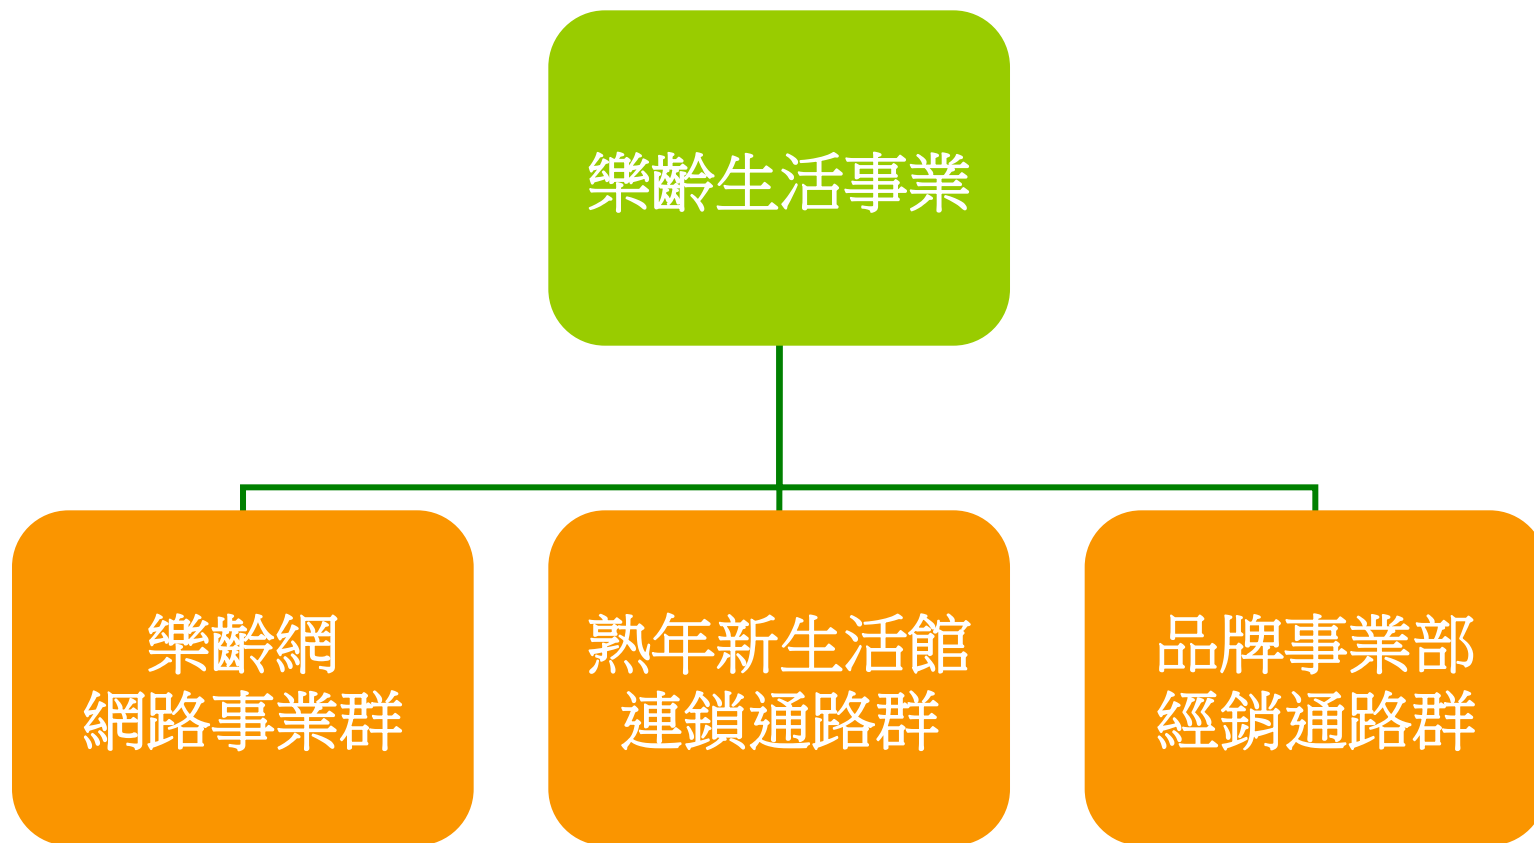 樂齡生活事業
樂齡網
網路事業群
熟年新生活館
連鎖通路群
品牌事業部
經銷通路群